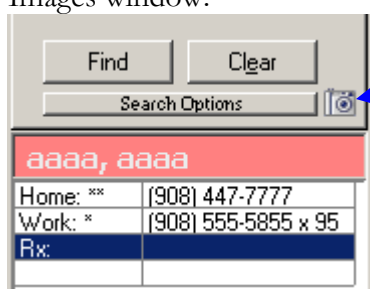 Images window.
Find Clear
Search Options
aaaa, aaaa
Home: ** (908) 447-7777
Work: * (908) 555-5855 x 95
Rx: